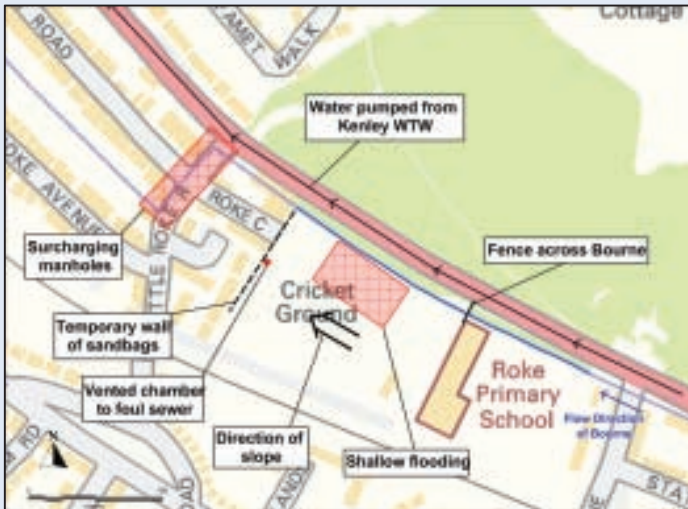 Cottage
WALK
ROAD
Water pumped from
Kenley WTW
ROKE C
AVENUE
Surcharging
manholes
Fence across Bourne
Cricket
Ground
Temporary wall
of sandbags
Roke
Primary
School
Vented chamber
to foul sewer
Direction of
slope
Shallow flooding
Flow Direction
of Bourne
RD
ROAD
N